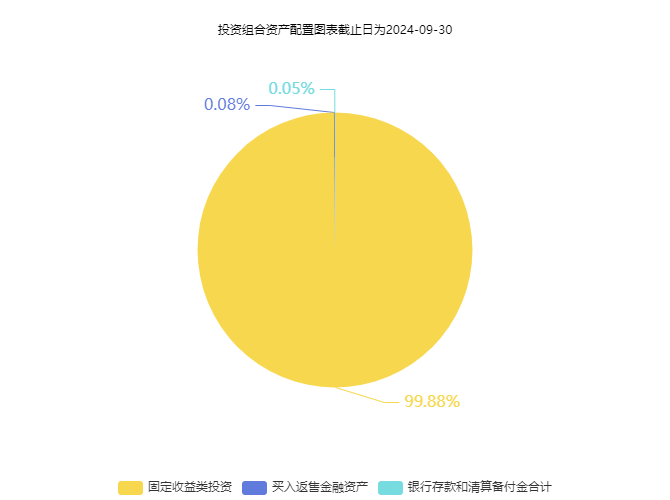 投资组合资产配置图表截止日为2024-09-30
0.05%
0.08%
99.88%
固定收益类投资 买入返售金融资产 银行存款和清算备付金合计